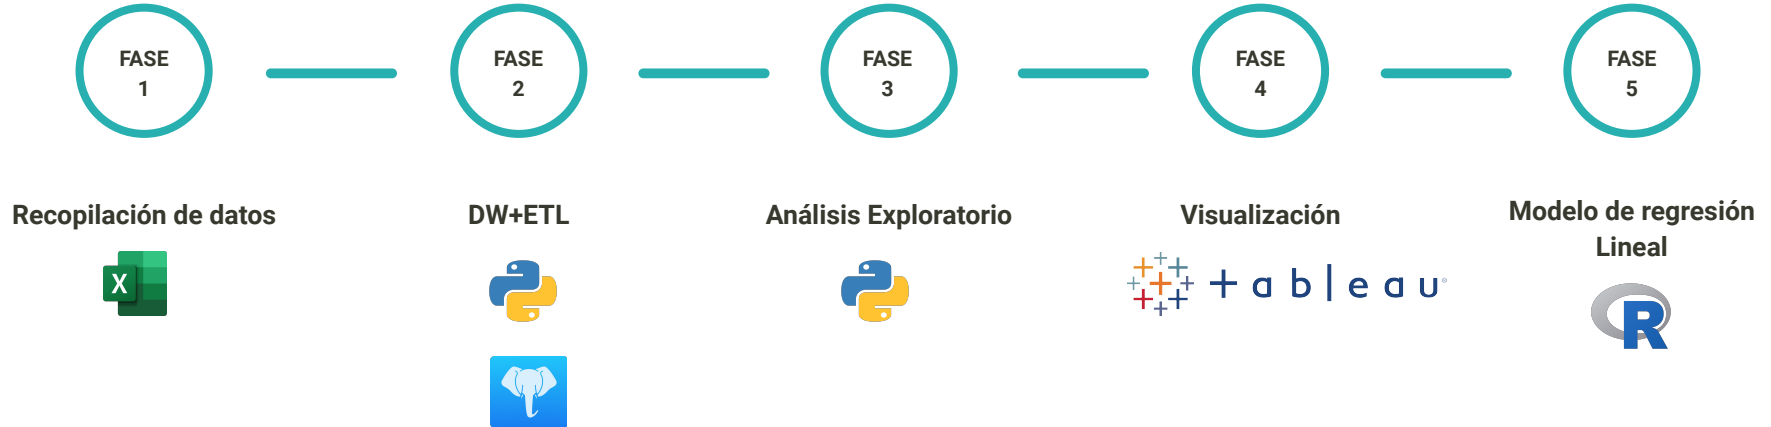 FASE
1
FASE
2
FASE
3
FASE
4
FASE
5
Recopilación de datos
DW+ETL
Análisis Exploratorio
Visualización
Modelo de regresión
Lineal
X
+ableau®
R